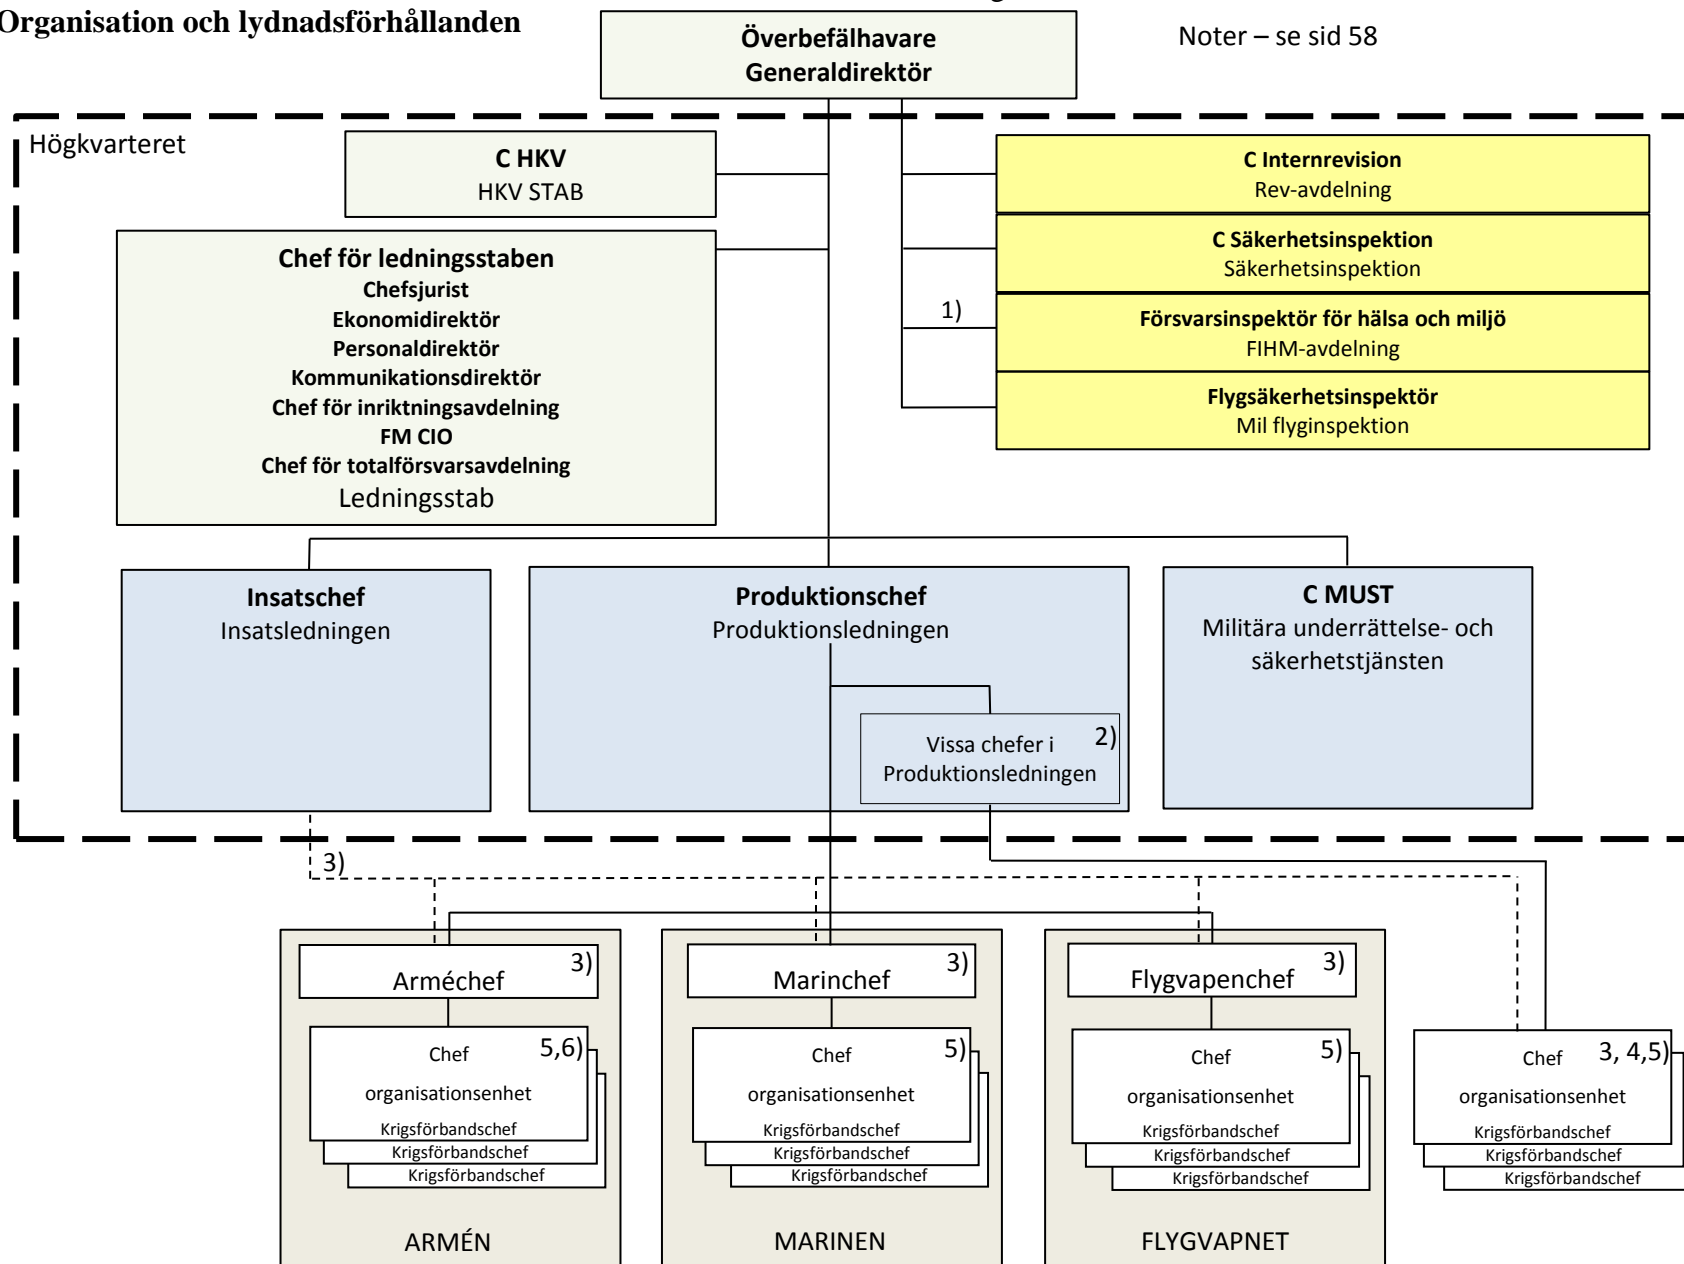 Organisation och lydnadsförhållanden
Överbefälhavare
Generaldirektör
Noter – se sid 58
Högkvarteret
C HKV
HKV STAB
C Internrevision
Rev-avdelning
C Säkerhetsinspektion
Säkerhetsinspektion
1)
Försvarsinspektör för hälsa och miljö
FIHM-avdelning
Flygsäkerhetsinspektör
Mil flyginspektion
Chef för ledningsstaben
Chefsjurist
Ekonomidirektör
Personaldirektör
Kommunikationsdirektör
Chef för inriktningsavdelning
FM CIO
Chef för totalförsvarsavdelning
Ledningsstab
Insatschef
Insatsledningen
Produktionschef
Produktionsledningen
Vissa chefer i 2)
Produktionsledningen
C MUST
Militära underrättelse- och
säkerhetstjänsten
3)
Arméchef 3)
Chef 5,6)
organisationsenhet
Krigsförbandschef
Krigsförbandschef
Krigsförbandschef
ARMÉN
Marinchef 3)
Chef 5)
organisationsenhet
Krigsförbandschef
Krigsförbandschef
Krigsförbandschef
MARINEN
Flygvapenchef 3)
Chef 5)
organisationsenhet
Krigsförbandschef
Krigsförbandschef
Krigsförbandschef
FLYGVAPNET
Chef 3, 4,5)
organisationsenhet
Krigsförbandschef
Krigsförbandschef
Krigsförbandschef